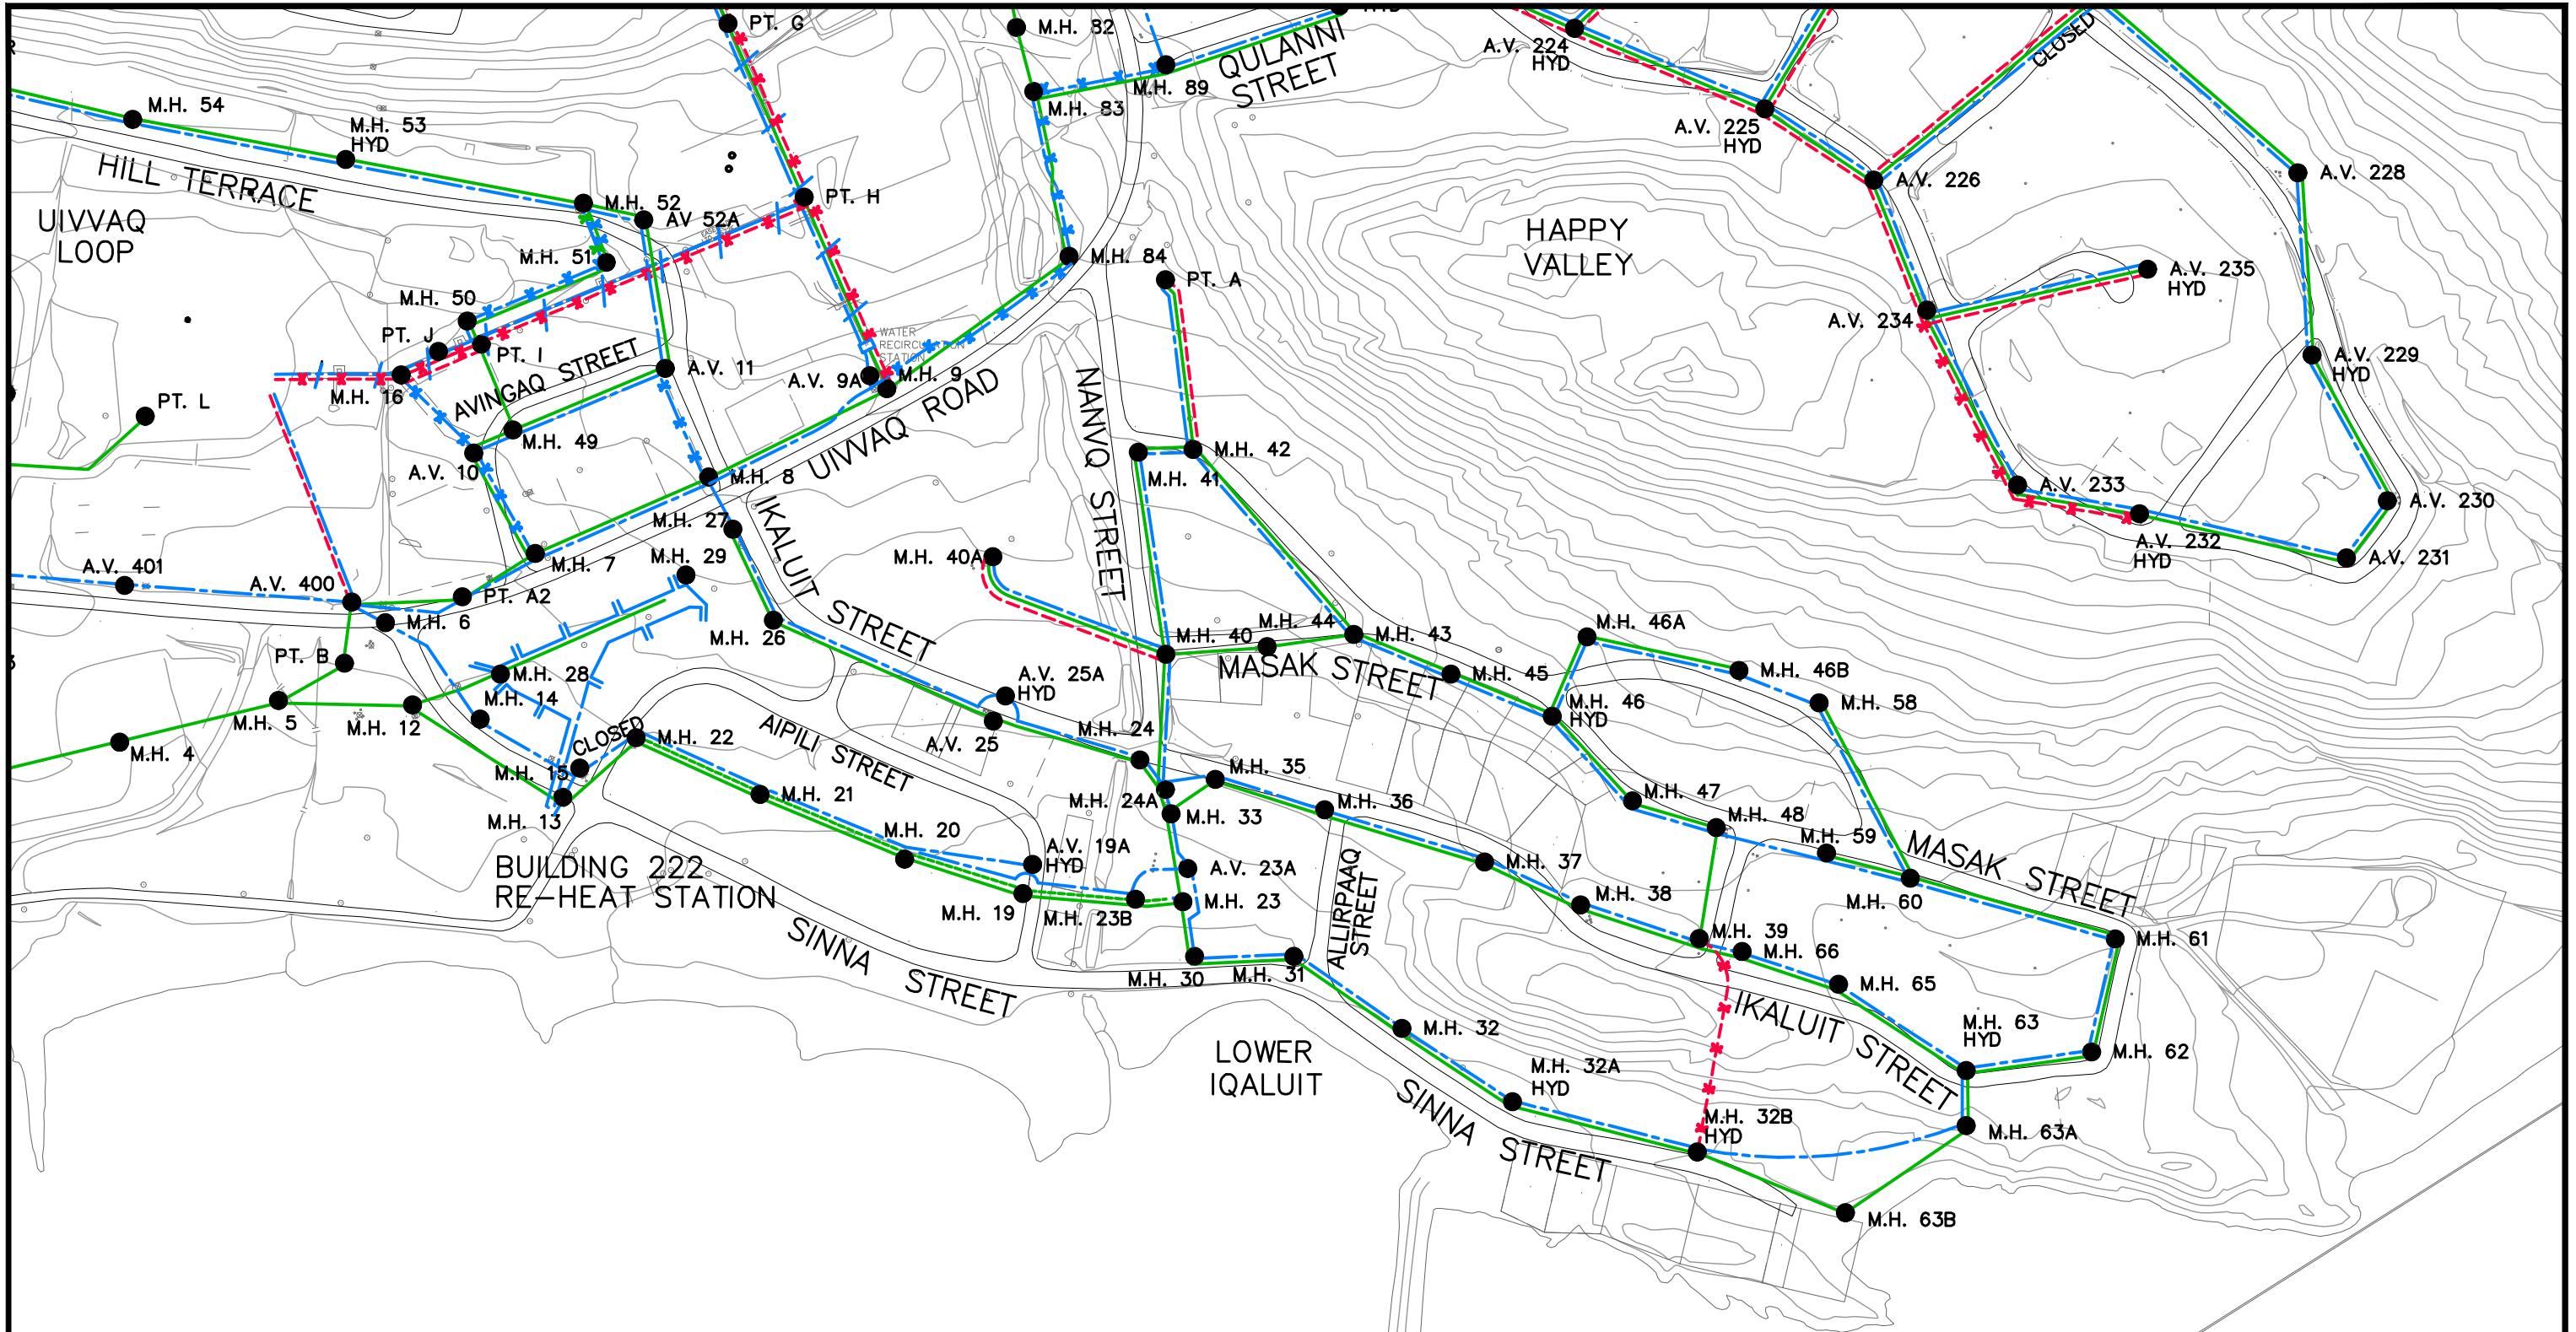 PT. G
M.H. 82
QULANNI
STREET
A.V. 224
HYD
CLOSED
M.H. 54
M.H. 53
HYD
M.H. 89
M.H. 83
A.V. 225
HYD
A.V. 226
A.V. 228
HILL TERRACE
UIVVAQ
LOOP
M.H. 52
AV 52A
PT. H
HAPPY
VALLEY
M.H. 51
M.H. 84
PT. A
A.V. 235
HYD
M.H. 50
A.V. 234
PT. J
PT. I
WATER
RECIRCULATION
STATION
A.V. 229
HYD
AVINGAQ STREET
A.V. 11
A.V. 9A
M.H. 9
M.H. 16
PT. L
UIVVAQ ROAD
NANVQ STREET
M.H. 49
M.H. 42
A.V. 10
M.H. 41
M.H. 8
A.V. 233
A.V. 230
M.H. 27
IKALUIT STREET
M.H. 7
M.H. 29
M.H. 40A
A.V. 232
HYD
A.V. 231
A.V. 401
A.V. 400
PT. A2
M.H. 6
M.H. 26
M.H. 44
M.H. 40
M.H. 43
M.H. 46A
PT. B
MASAK STREET
M.H. 45
M.H. 46B
M.H. 28
A.V. 25A
HYD
M.H. 46
HYD
M.H. 58
M.H. 14
M.H. 5
M.H. 12
M.H. 24
A.V. 25
CLOSED
M.H. 22
AIPILI STREET
M.H. 4
M.H. 15
M.H. 35
M.H. 21
M.H. 24A
M.H. 36
M.H. 47
M.H. 13
M.H. 33
M.H. 48
M.H. 59
MASAK STREET
M.H. 20
A.V. 19A
HYD
BUILDING 222
RE-HEAT STATION
A.V. 23A
ALLIRPAAQ
STREET
M.H. 37
M.H. 60
M.H. 19
M.H. 23B
M.H. 23
M.H. 38
M.H. 39
M.H. 61
SINNA STREET
M.H. 66
M.H. 30
M.H. 31
M.H. 65
IKALUIT STREET
M.H. 32
M.H. 63
HYD
LOWER
IQALUIT
M.H. 62
M.H. 32A
HYD
SINNA STREET
M.H. 32B
HYD
M.H. 63A
M.H. 63B